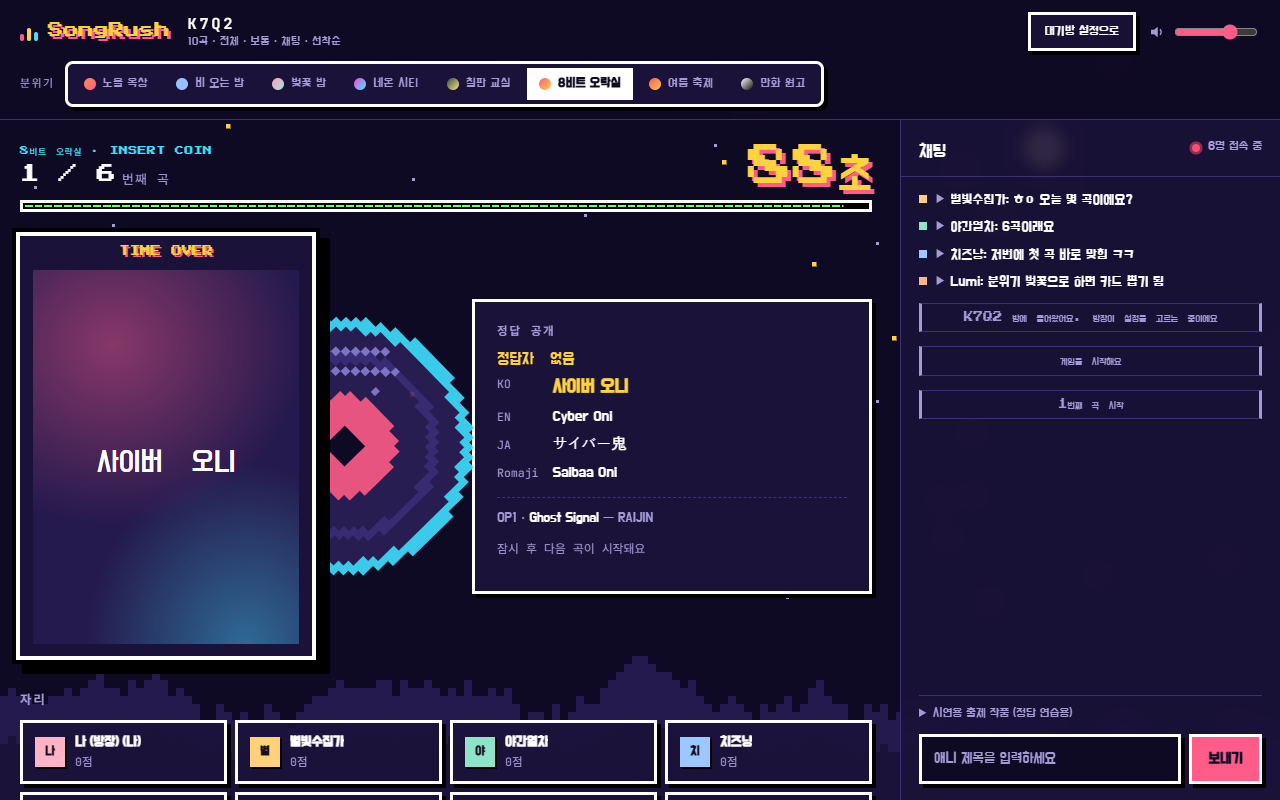 SongRush
K7Q2
10곡 · 전체 · 보통 · 채팅 · 선착순
대기방 설정으로
분위기
노을 옥상
비 오는 밤
벚꽃 밤
네온 시티
칠판 교실
8비트 오락실
여름 축제
만화 원고
8비트 오락실 · INSERT COIN
1 / 6 번째 곡
88초
TIME OVER
사이버 오니
정답 공개
정답자 없음
KO 사이버 오니
EN Cyber Oni
JA サイバー鬼
Romaji Saibaa Oni
OP1 · Ghost Signal — RAIJIN
잠시 후 다음 곡이 시작돼요
자리
나 나 (방장) (나)
0점
별 별빛수집가
0점
야 야간열차
0점
치 치즈냥
0점
채팅
6명 접속 중
▶ 별빛수집가: ㅎㅇ 오늘 몇 곡이에요?
▶ 야간열차: 6곡이래요
▶ 치즈냥: 저번에 첫 곡 바로 맞힘 ㅋㅋ
▶ Lumi: 분위기 벚꽃으로 하면 카드 뽑기 됨
K7Q2 방에 들어왔어요. 방장이 설정을 고르는 중이에요
게임을 시작해요
1번째 곡 시작
▶ 시연용 출제 작품 (정답 연습용)
애니 제목을 입력하세요
보내기